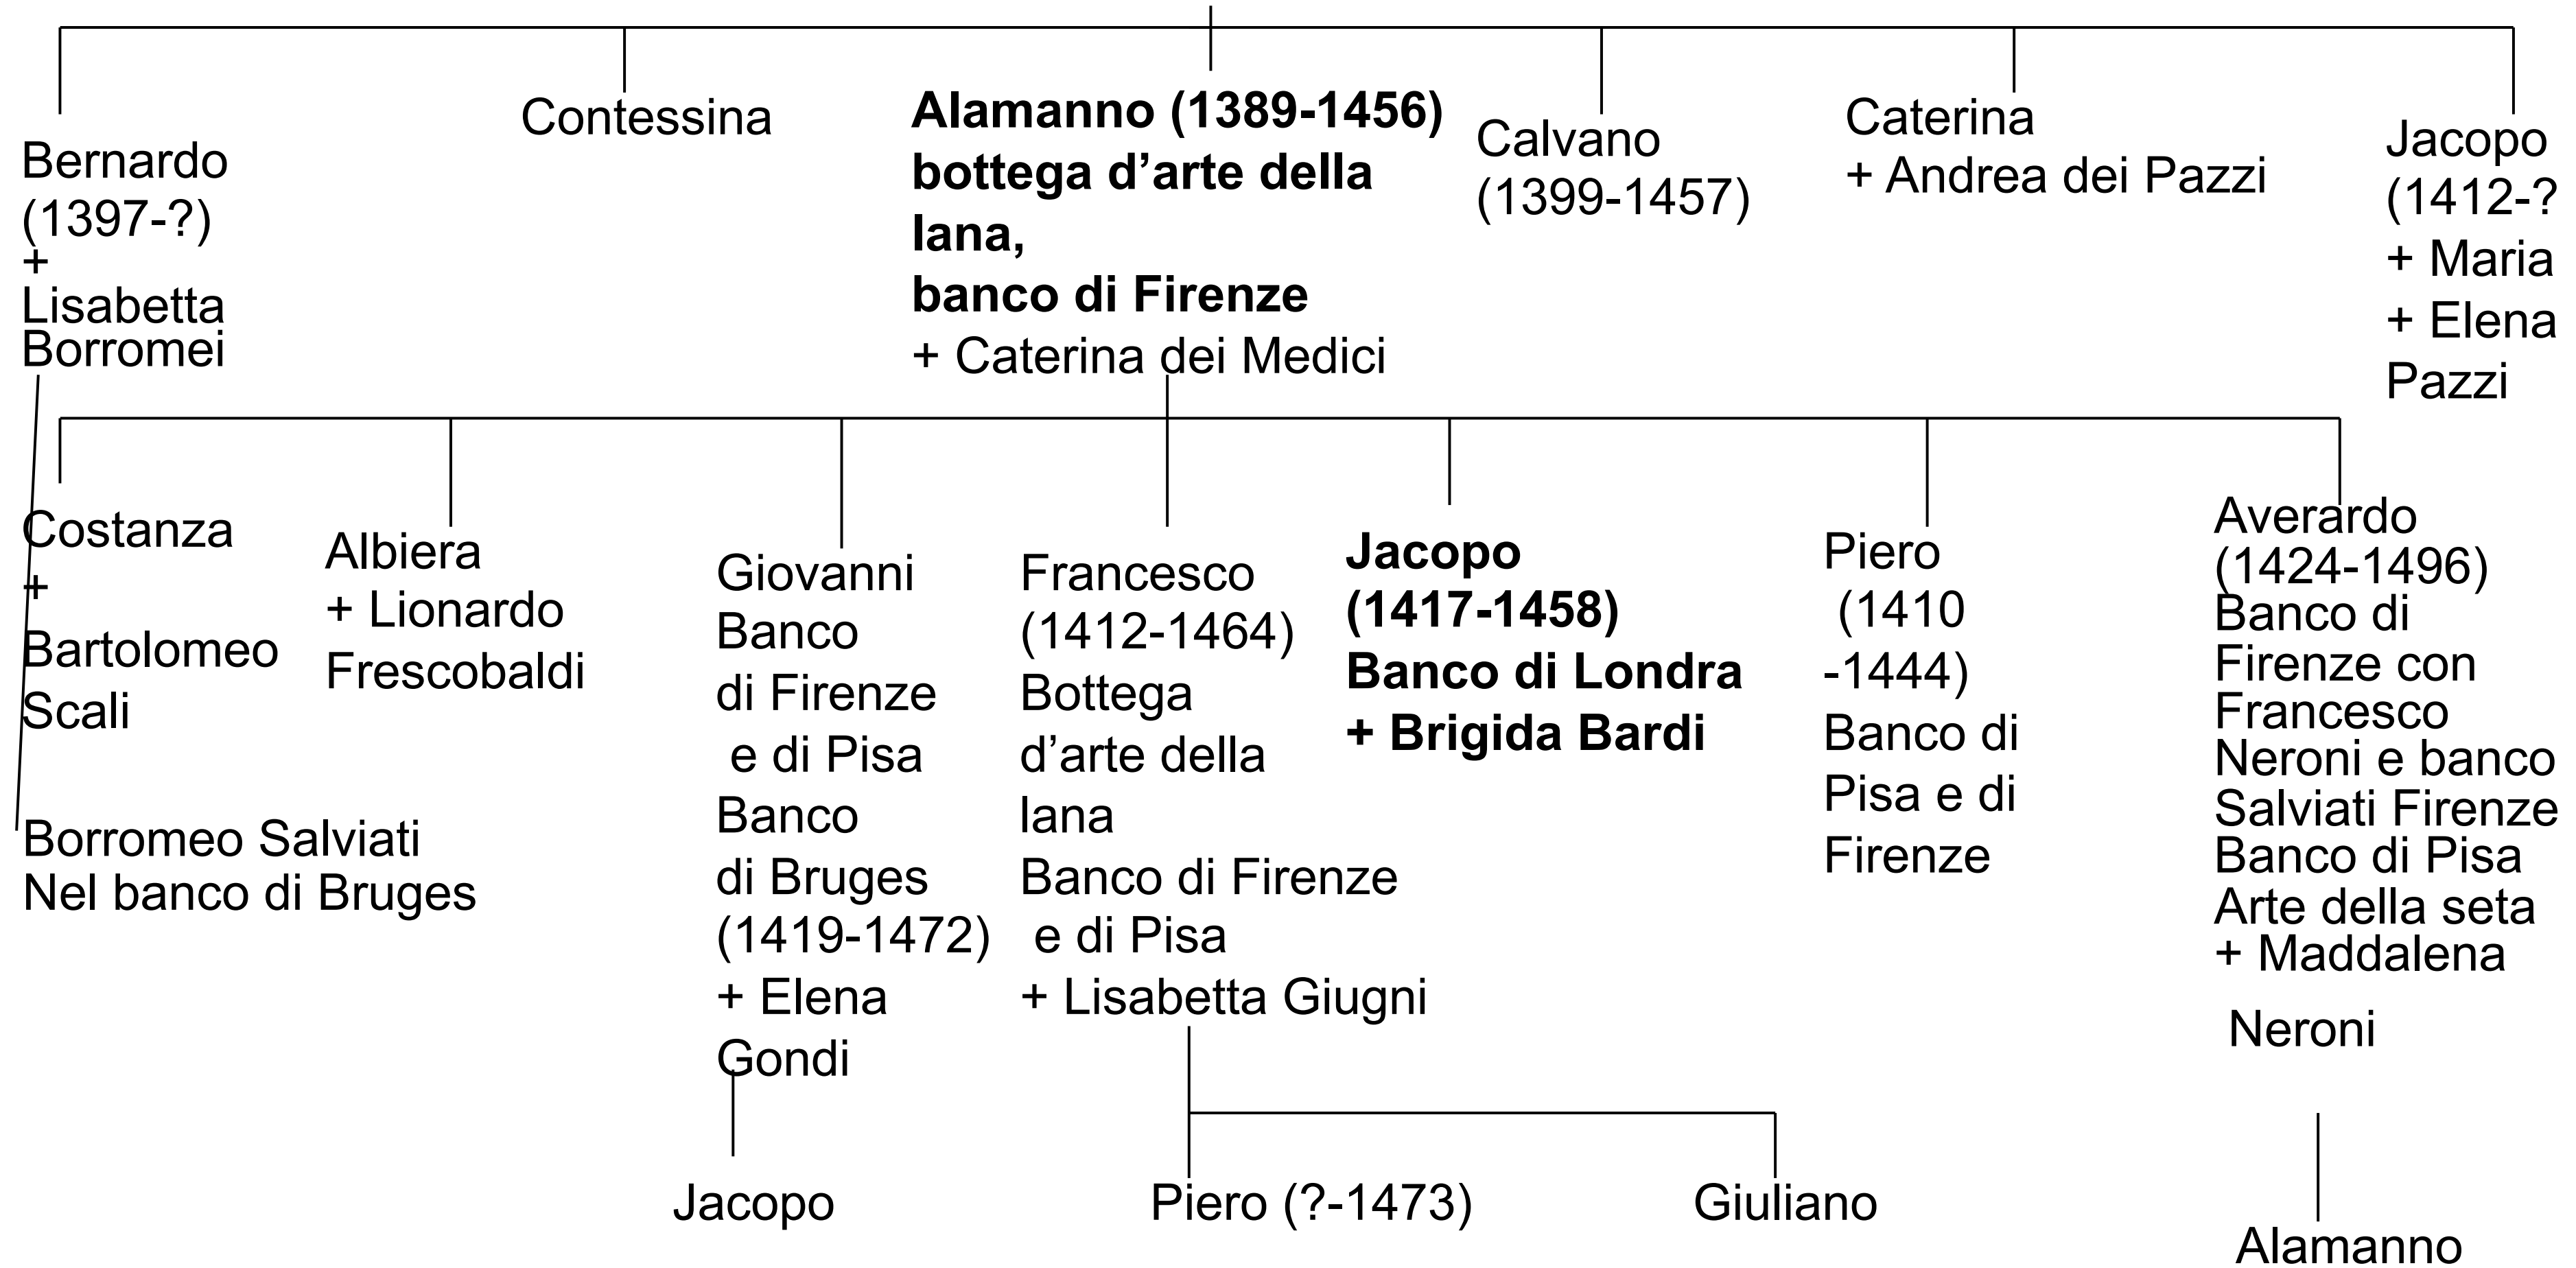 Bernardo
(1397-?)
+
Lisabetta
Borromei
Contessina
Alamanno (1389-1456)
bottega d’arte della
lana,
banco di Firenze
+ Caterina dei Medici
Calvano
(1399-1457)
Caterina
+ Andrea dei Pazzi
Jacopo
(1412-?
+ Maria
+ Elena
Pazzi
Costanza
+
Bartolomeo
Scali
Albiera
+ Lionardo
Frescobaldi
Giovanni
Banco
di Firenze
e di Pisa
Banco
di Bruges
(1419-1472)
+ Elena
Gondi
Francesco
(1412-1464)
Bottega
d’arte della
lana
Banco di Firenze
e di Pisa
+ Lisabetta Giugni
Jacopo
(1417-1458)
Banco di Londra
+ Brigida Bardi
Piero
(1410
-1444)
Banco di
Pisa e di
Firenze
Averardo
(1424-1496)
Banco di
Firenze con
Francesco
Neroni e banco
Salviati Firenze
Banco di Pisa
Arte della seta
+ Maddalena
Neroni
Borromeo Salviati
Nel banco di Bruges
Jacopo
Piero (?-1473)
Giuliano
Alamanno